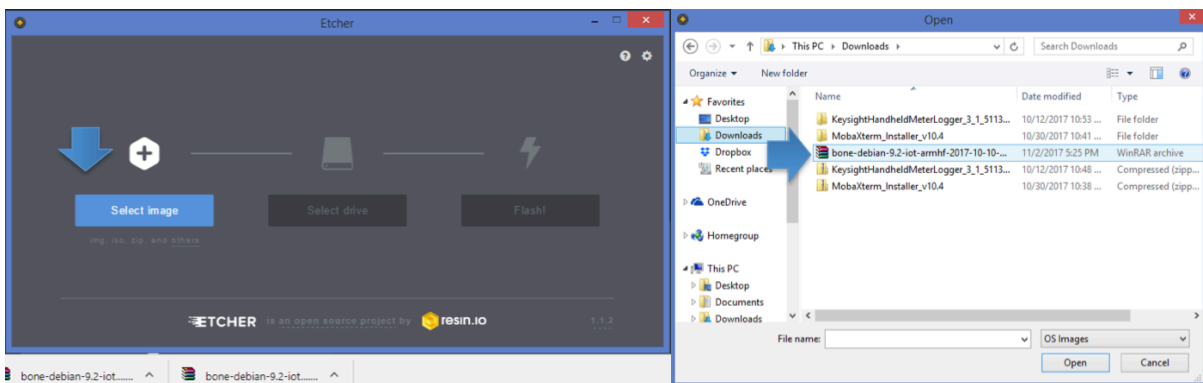 Etcher
Select image
Select drive
Flash!
img, iso, zip, and others
ETCHER is an open source project by resin.io
1.1.2
bone-debian-9.2-iot....... bone-debian-9.2-iot.......
Open
This PC Downloads
Search Downloads
Organize New folder
Name Date modified Type
Favorites
Desktop
Downloads
Dropbox
Recent places
OneDrive
Homegroup
This PC
Desktop
Documents
Downloads
KeysightHandheldMeterLogger_3_1_5113... 10/12/2017 10:53 ... File folder
MobaXterm_Installer_v10.4 10/30/2017 10:41 ... File folder
bone-debian-9.2-iot-armhf-2017-10-10-... 11/2/2017 5:25 PM WinRAR archive
KeysightHandheldMeterLogger_3_1_5113... 10/12/2017 10:48 ... Compressed (zipp...
MobaXterm_Installer_v10.4 10/30/2017 10:38 ... Compressed (zipp...
File name: OS Images
Open Cancel